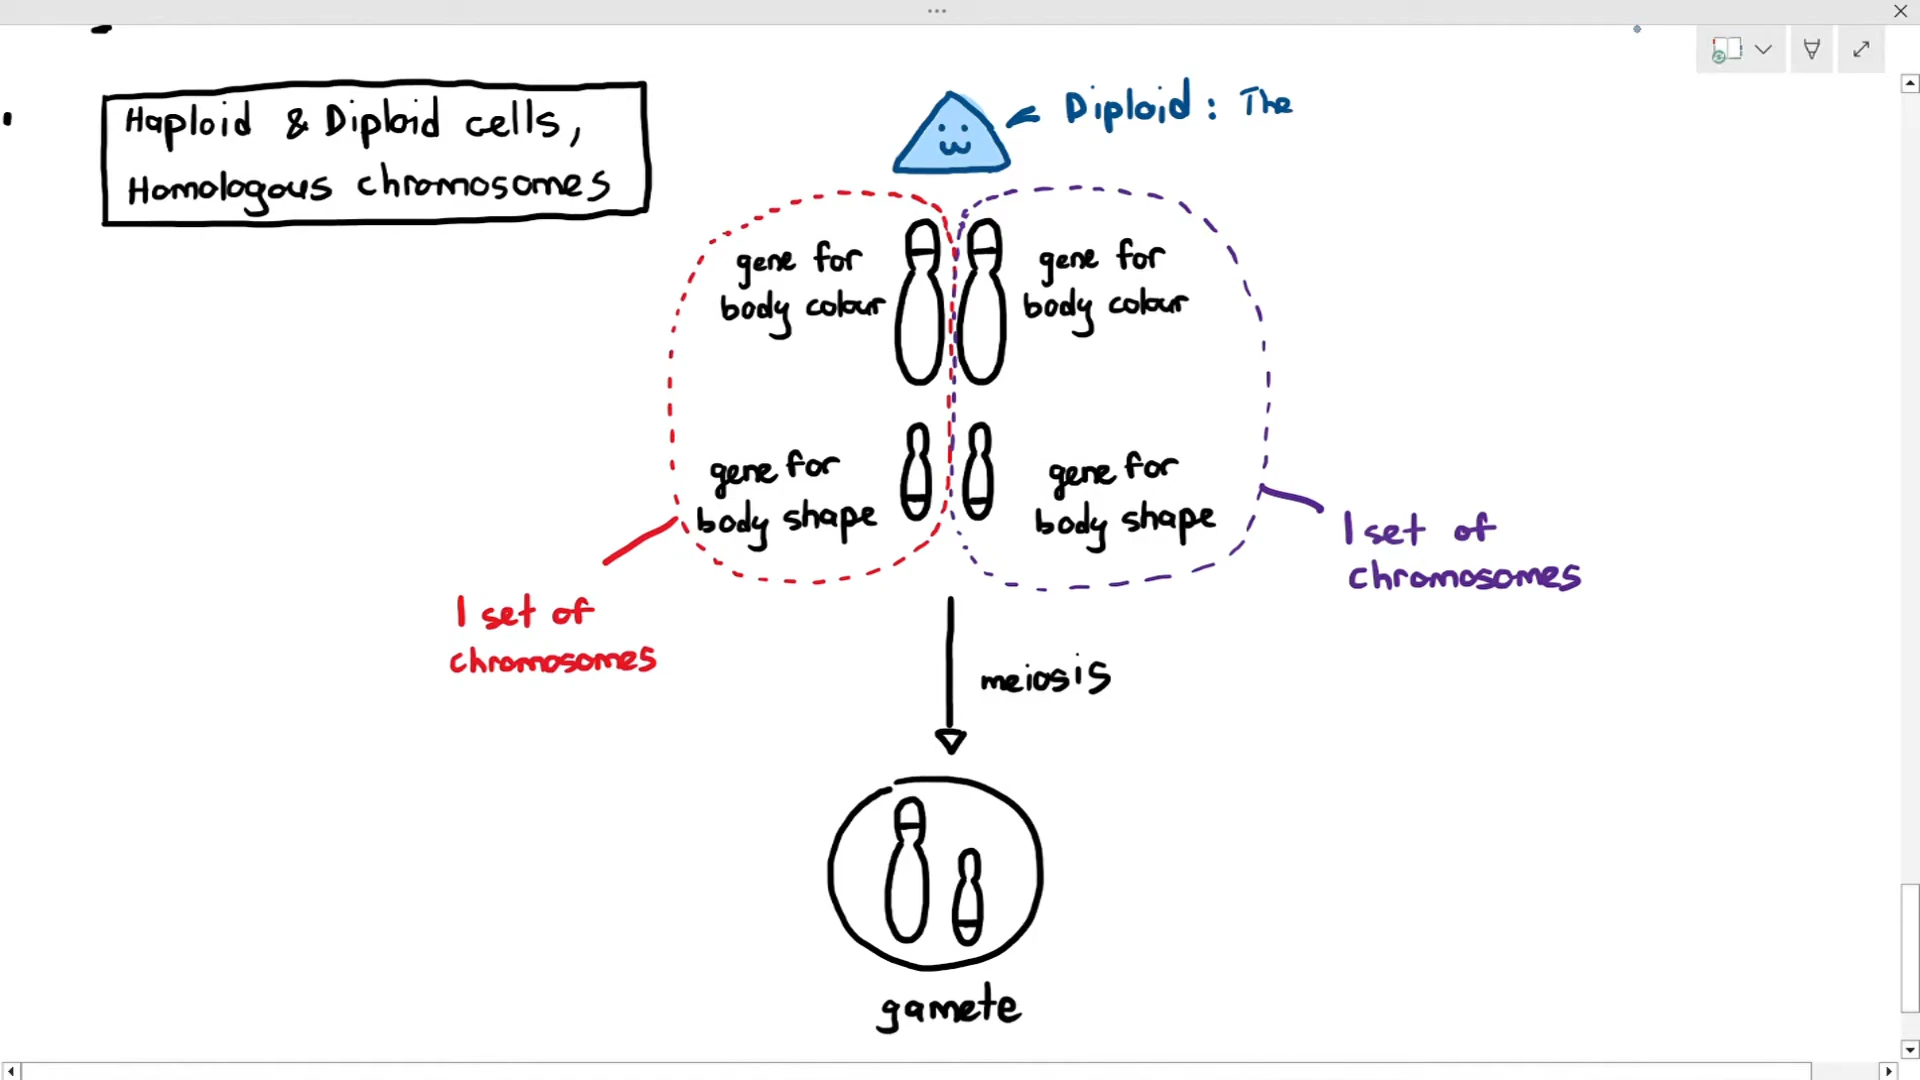 Haploid & Diploid cells,
Homologous chromosomes
Diploid: The
gene for
body colour
gene for
body colour
gene for
body shape
gene for
body shape
1 set of
chromosomes
1 set of
chromosomes
meiosis
gamete